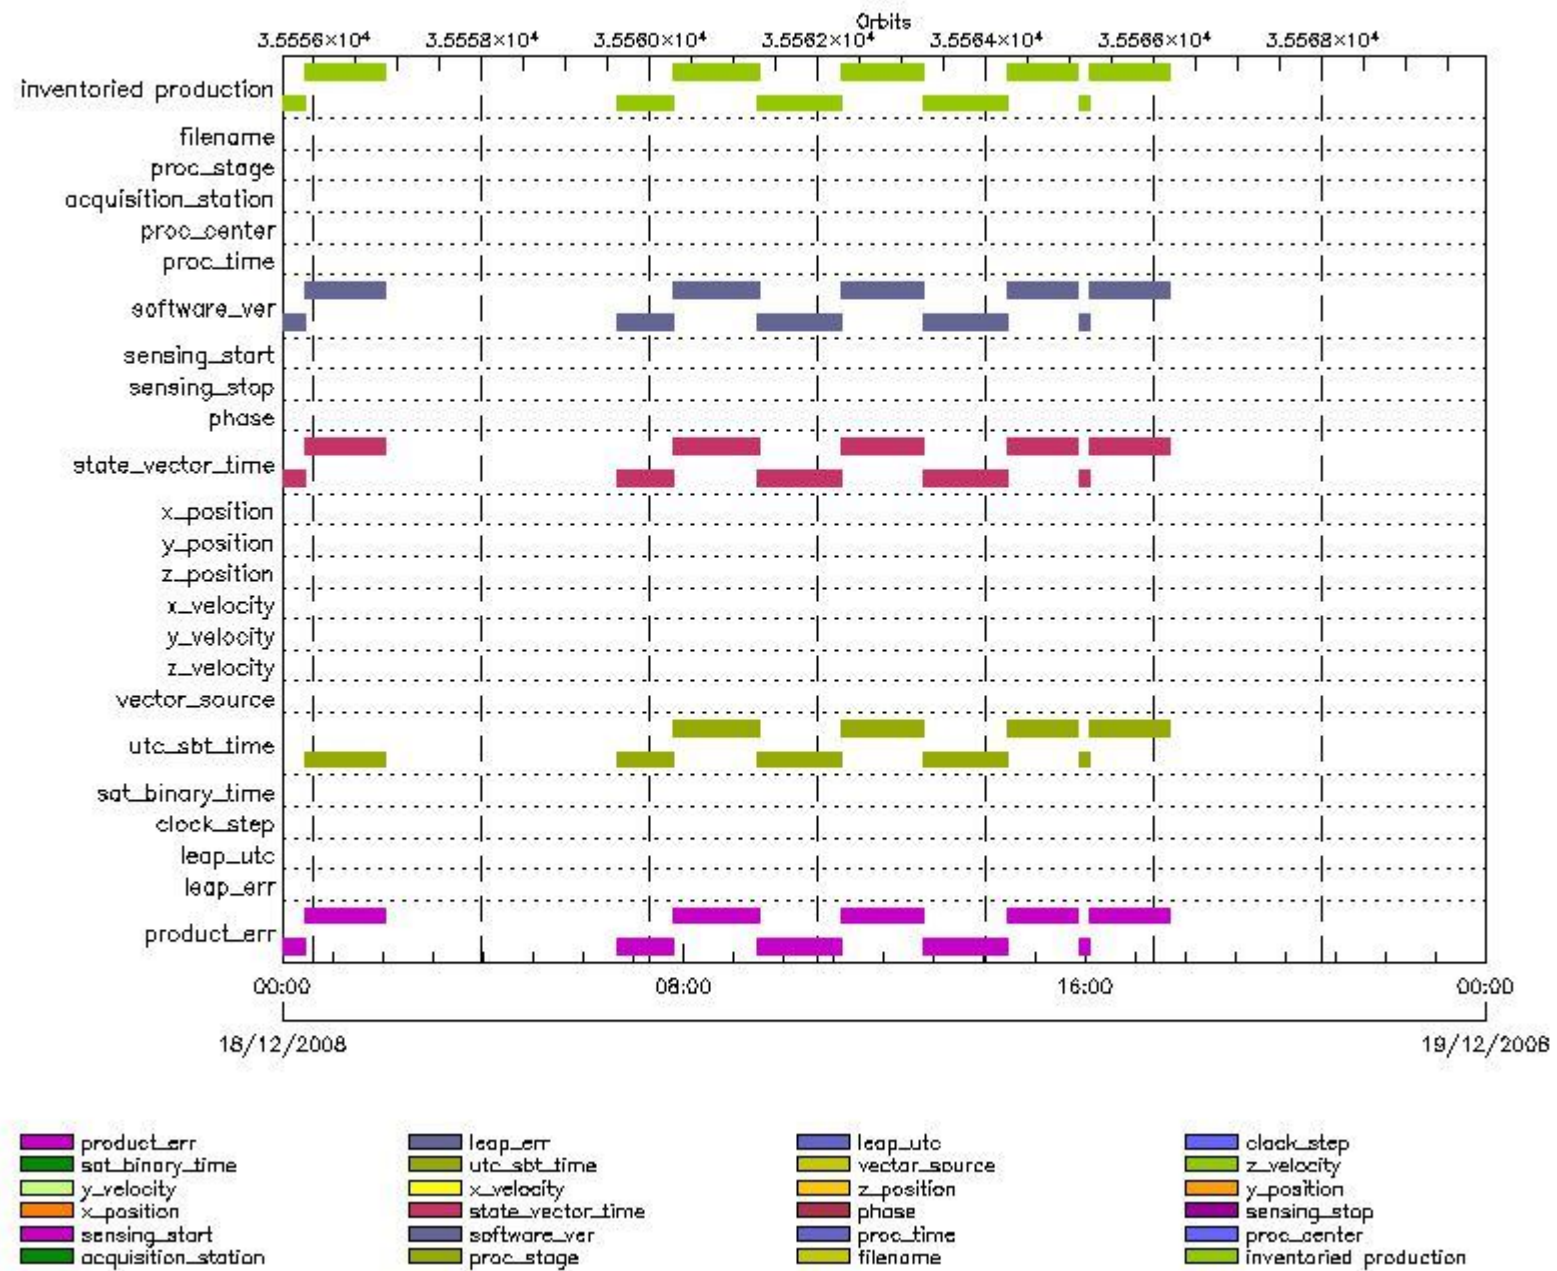 Orbits
3.5556×10⁴ 3.5558×10⁴ 3.5560×10⁴ 3.5562×10⁴ 3.5564×10⁴ 3.5566×10⁴ 3.5568×10⁴
inventoried production
filename
proc_stage
acquisition_station
proc_center
proc_time
software_ver
sensing_start
sensing_stop
phase
state_vector_time
x_position
y_position
z_position
x_velocity
y_velocity
z_velocity
vector_source
utc_sbt_time
sat_binary_time
clock_step
leap_utc
leap_err
product_err
00:00 08:00 16:00 00:00
18/12/2008 19/12/2008
product_err leap_err leap_utc clock_step
sat_binary_time utc_sbt_time vector_source z_velocity
y_velocity x_velocity z_position y_position
x_position state_vector_time phase sensing_stop
sensing_start software_ver proc_time proc_center
acquisition_station proc_stage filename inventoried production